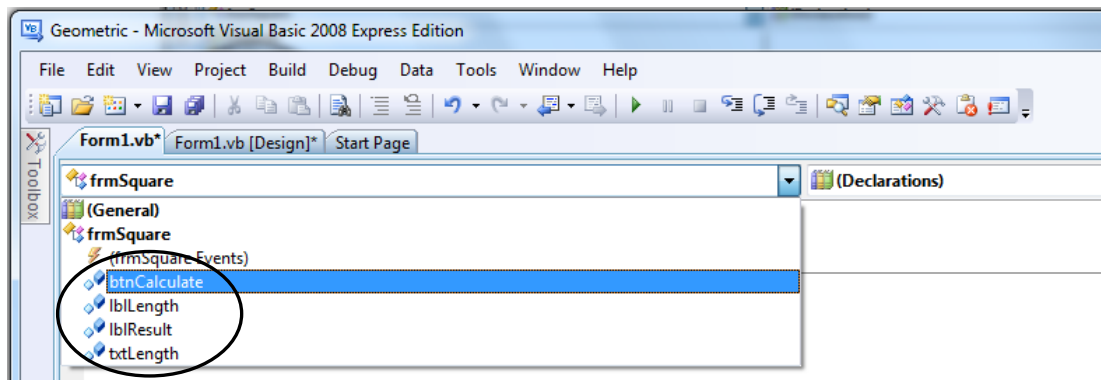 Geometric - Microsoft Visual Basic 2008 Express Edition
File Edit View Project Build Debug Data Tools Window Help
Form1.vb* Form1.vb [Design]* Start Page
Toolbox
frmSquare (Declarations)
(General)
frmSquare
(frmSquare Events)
btnCalculate
lblLength
lblResult
txtLength